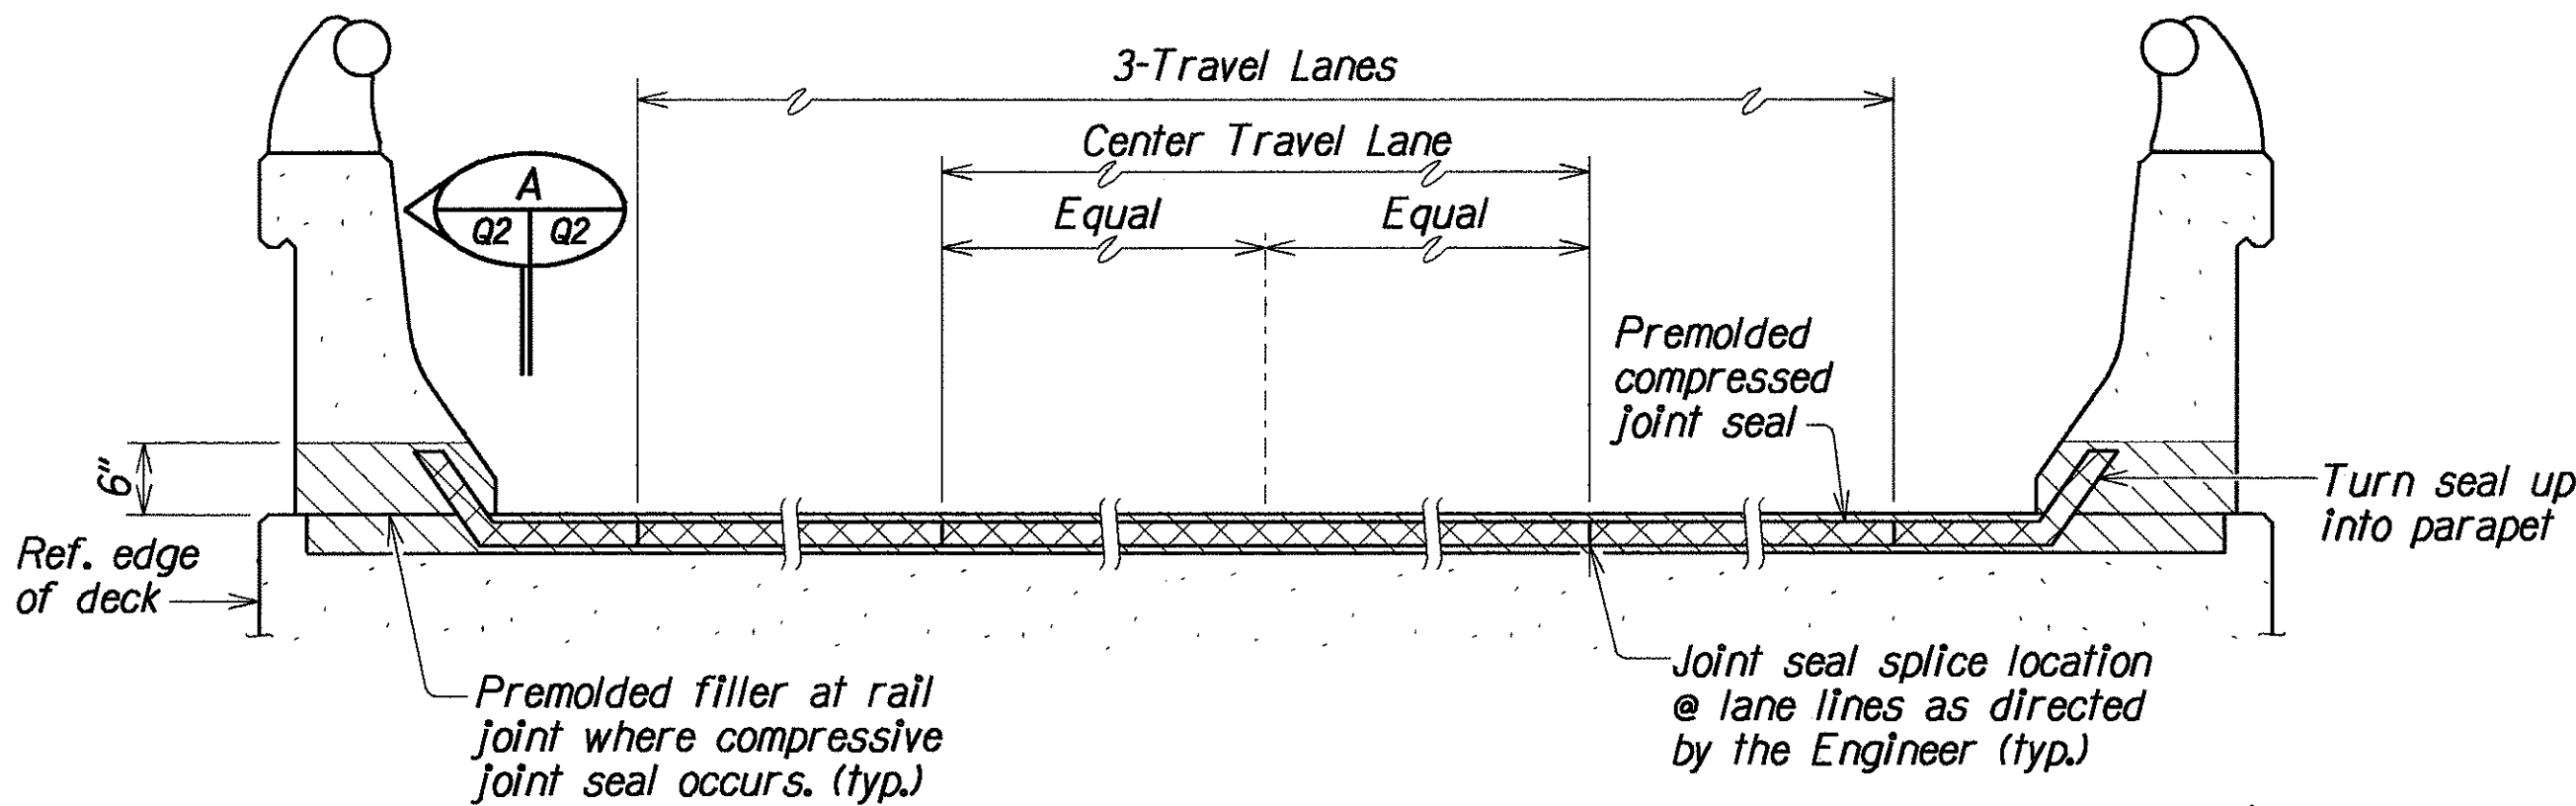 3-Travel Lanes
Center Travel Lane
Equal
Equal
A
Q2
Q2
Premolded
compressed
joint seal
6"
Turn seal up
into parapet
Ref. edge
of deck
Premolded filler at rail
joint where compressive
joint seal occurs. (typ.)
Joint seal splice location
@ lane lines as directed
by the Engineer (typ.)